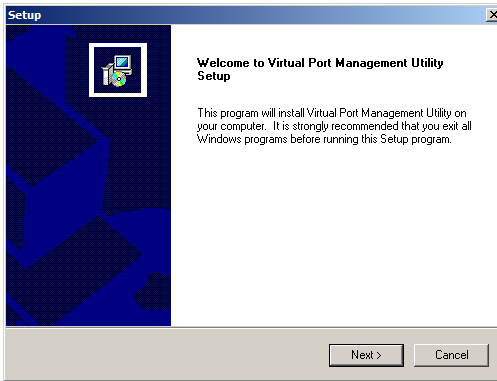 Setup
Welcome to Virtual Port Management Utility
Setup
This program will install Virtual Port Management Utility on
your computer. It is strongly recommended that you exit all
Windows programs before running this Setup program.
Next >
Cancel